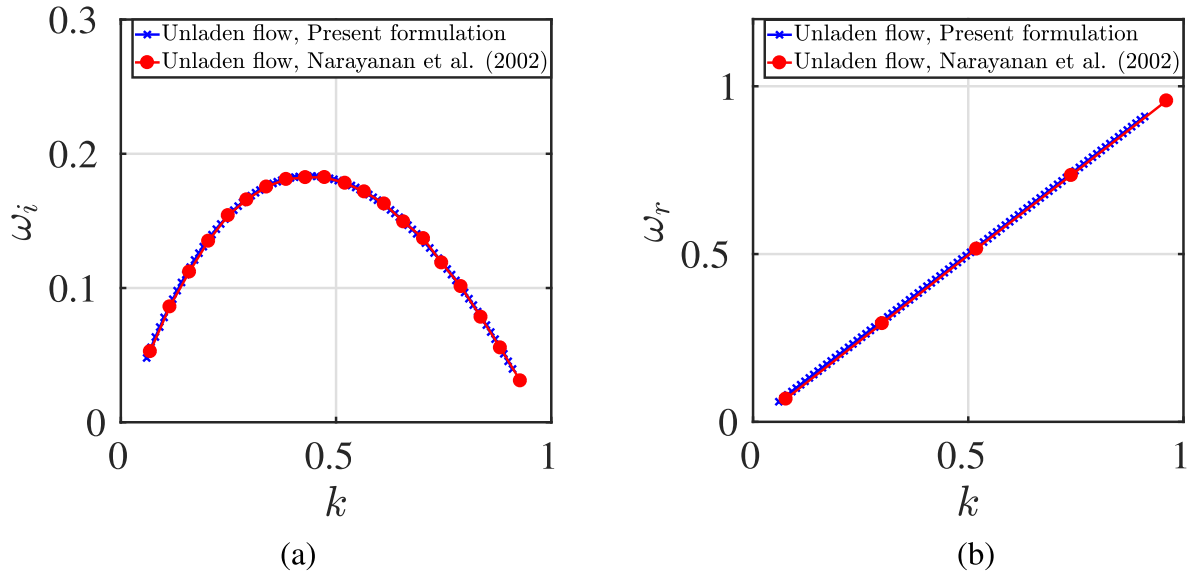 Unladen flow, Present formulation
Unladen flow, Narayanan et al. (2002)
0.3
0.2
0.1
0
ω_i
0 0.5 1
k
(a)
Unladen flow, Present formulation
Unladen flow, Narayanan et al. (2002)
1
0.5
0
ω_r
0 0.5 1
k
(b)